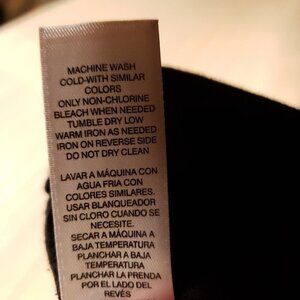 MACHINE WASH
COLD-WITH SIMILAR
COLORS
ONLY NON-CHLORINE
BLEACH WHEN NEEDED
TUMBLE DRY LOW
WARM IRON AS NEEDED
IRON ON REVERSE SIDE
DO NOT DRY CLEAN
LAVAR A MÁQUINA CON
AGUA FRIA CON
COLORES SIMILARES.
USAR BLANQUEADOR
SIN CLORO CUANDO SE
NECESITE.
SECAR A MÁQUINA A
BAJA TEMPERATURA
PLANCHAR A BAJA
TEMPERATURA
PLANCHAR LA PRENDA
POR EL LADO DEL
REVÉS